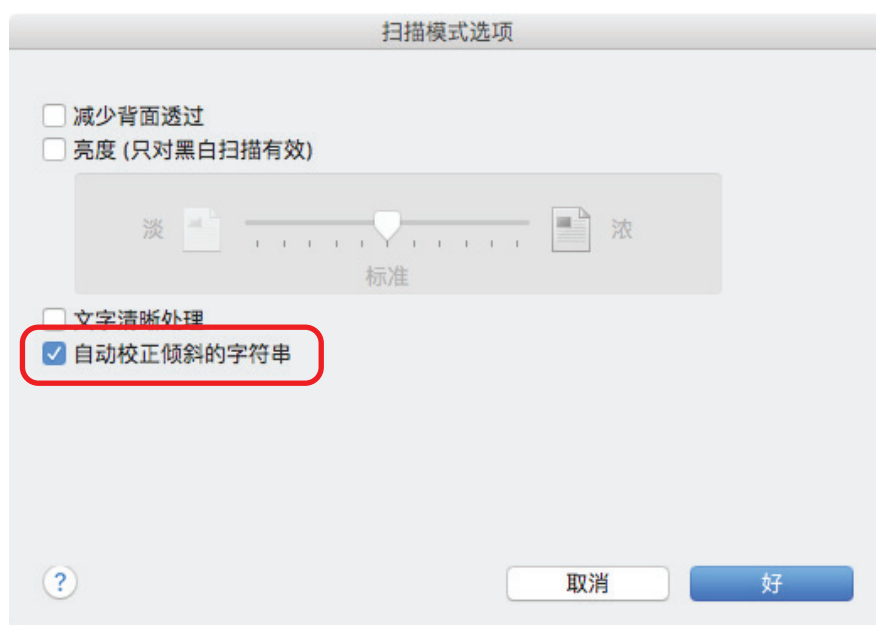 扫描模式选项
减少背面透过
亮度 (只对黑白扫描有效)
淡
浓
标准
文字清晰处理
自动校正倾斜的字符串
?
取消
好